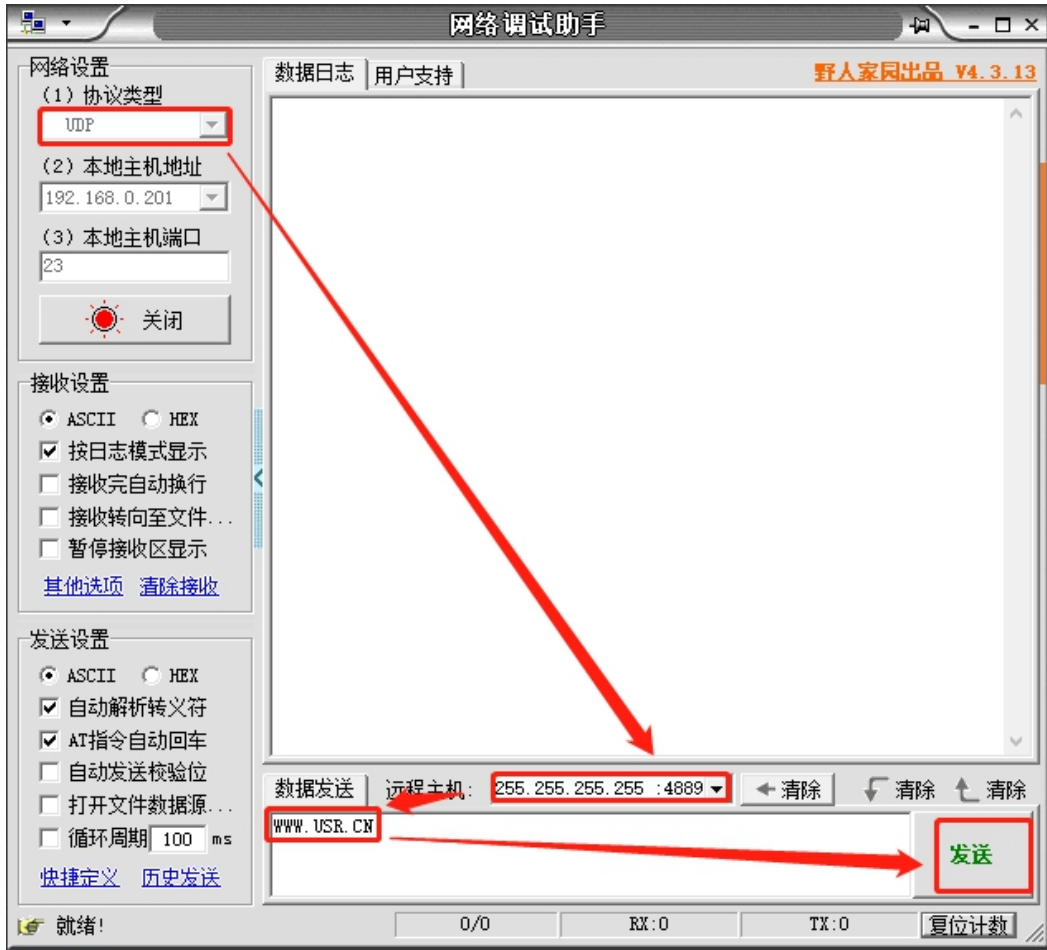 网络调试助手
网络设置
(1) 协议类型
UDP
(2) 本地主机地址
192.168.0.201
(3) 本地主机端口
23
关闭
接收设置
ASCII HEX
按日志模式显示
接收完自动换行
接收转向至文件...
暂停接收区显示
其他选项 清除接收
发送设置
ASCII HEX
自动解析转义符
AT指令自动回车
自动发送校验位
打开文件数据源...
循环周期 100 ms
快捷定义 历史发送
数据日志 用户支持 野人家园出品 V4.3.13
数据发送 远程主机: 255.255.255.255 :4889 清除 清除 清除
WWW.USR.CN
发送
就绪! 0/0 RX:0 TX:0 复位计数